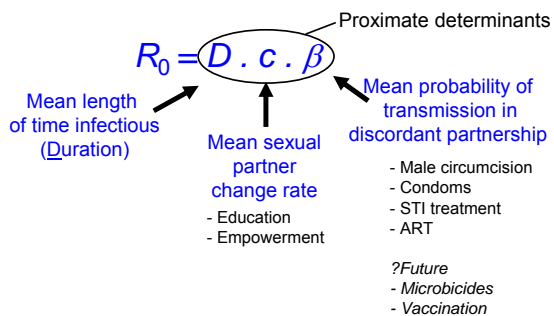 Proximate determinants
R0 = D . c . β
Mean length
of time infectious
(Duration)
Mean sexual
partner
change rate
- Education
- Empowerment
Mean probability of
transmission in
discordant partnership
- Male circumcision
- Condoms
- STI treatment
- ART
?Future
- Microbicides
- Vaccination